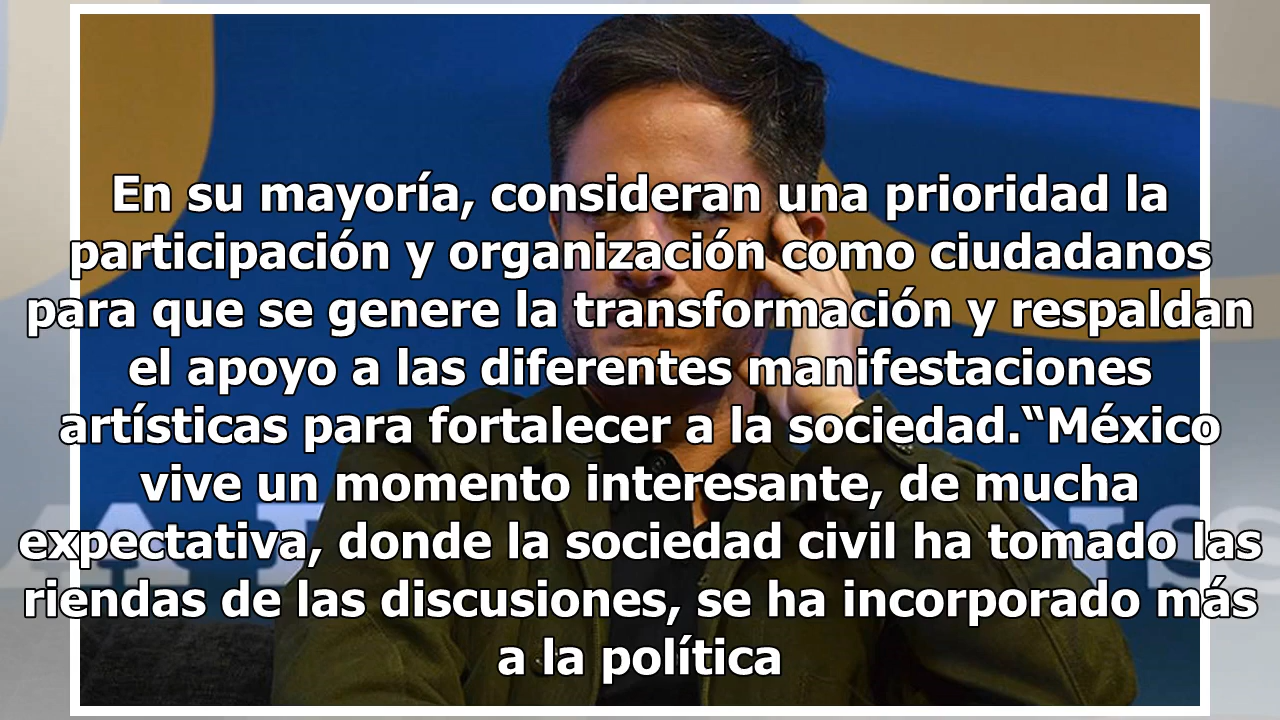 En su mayoría, consideran una prioridad la
participación y organización como ciudadanos
para que se genere la transformación y respaldan
el apoyo a las diferentes manifestaciones
artísticas para fortalecer a la sociedad.“México
vive un momento interesante, de mucha
expectativa, donde la sociedad civil ha tomado las
riendas de las discusiones, se ha incorporado más
a la política